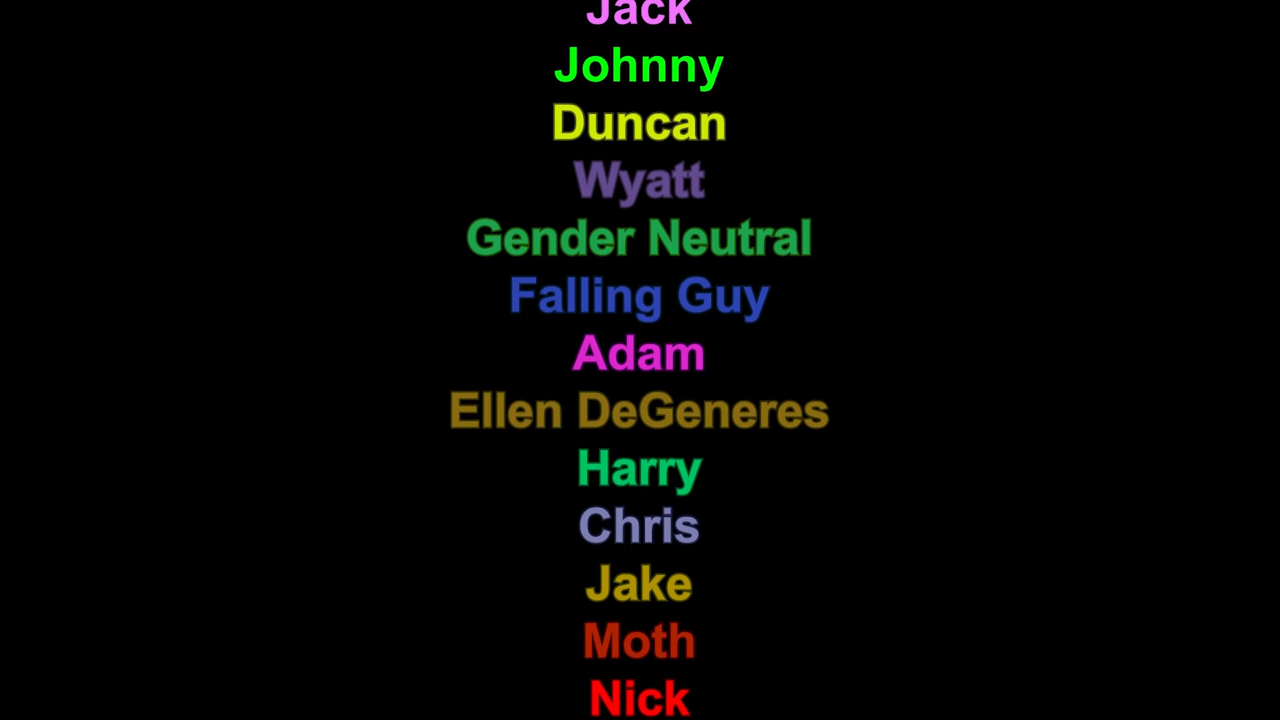 Jack
Johnny
Duncan
Wyatt
Gender Neutral
Falling Guy
Adam
Ellen DeGeneres
Harry
Chris
Jake
Moth
Nick